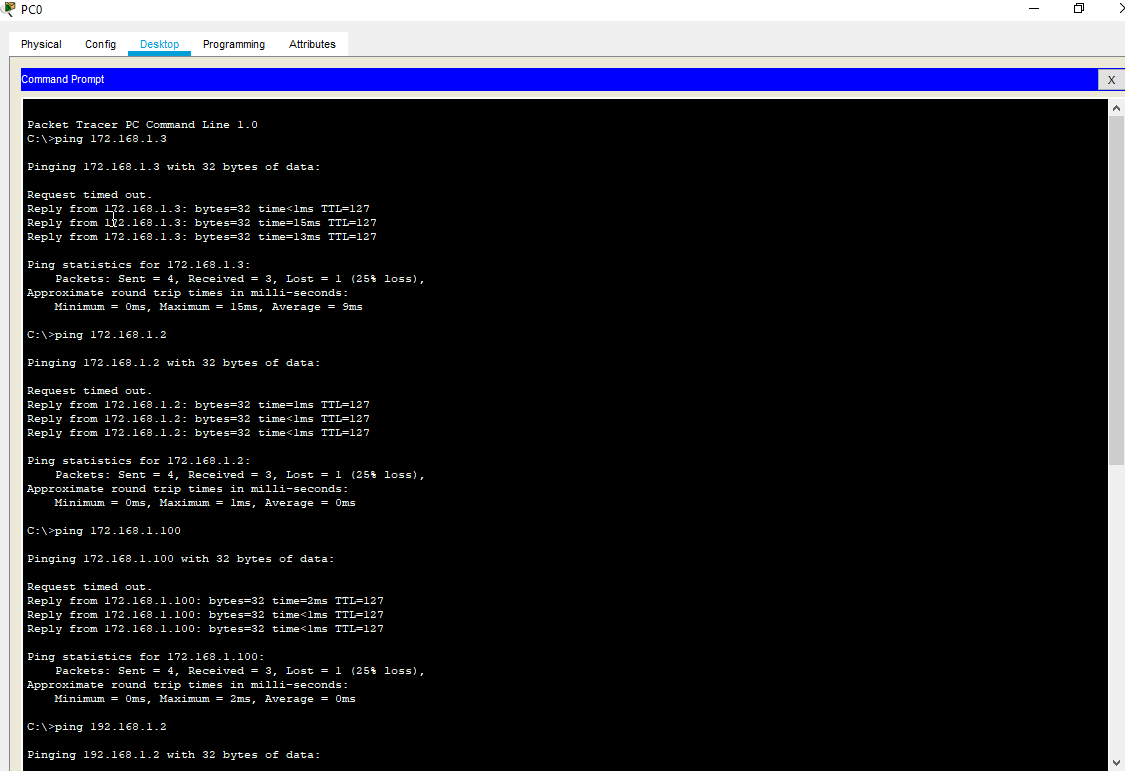 PC0
Physical Config Desktop Programming Attributes
Command Prompt
X
Packet Tracer PC Command Line 1.0
C:\>ping 172.168.1.3
Pinging 172.168.1.3 with 32 bytes of data:
Request timed out.
Reply from 172.168.1.3: bytes=32 time<1ms TTL=127
Reply from 172.168.1.3: bytes=32 time=15ms TTL=127
Reply from 172.168.1.3: bytes=32 time=13ms TTL=127
Ping statistics for 172.168.1.3:
Packets: Sent = 4, Received = 3, Lost = 1 (25% loss),
Approximate round trip times in milli-seconds:
Minimum = 0ms, Maximum = 15ms, Average = 9ms
C:\>ping 172.168.1.2
Pinging 172.168.1.2 with 32 bytes of data:
Request timed out.
Reply from 172.168.1.2: bytes=32 time=1ms TTL=127
Reply from 172.168.1.2: bytes=32 time<1ms TTL=127
Reply from 172.168.1.2: bytes=32 time<1ms TTL=127
Ping statistics for 172.168.1.2:
Packets: Sent = 4, Received = 3, Lost = 1 (25% loss),
Approximate round trip times in milli-seconds:
Minimum = 0ms, Maximum = 1ms, Average = 0ms
C:\>ping 172.168.1.100
Pinging 172.168.1.100 with 32 bytes of data:
Request timed out.
Reply from 172.168.1.100: bytes=32 time=2ms TTL=127
Reply from 172.168.1.100: bytes=32 time<1ms TTL=127
Reply from 172.168.1.100: bytes=32 time<1ms TTL=127
Ping statistics for 172.168.1.100:
Packets: Sent = 4, Received = 3, Lost = 1 (25% loss),
Approximate round trip times in milli-seconds:
Minimum = 0ms, Maximum = 2ms, Average = 0ms
C:\>ping 192.168.1.2
Pinging 192.168.1.2 with 32 bytes of data: